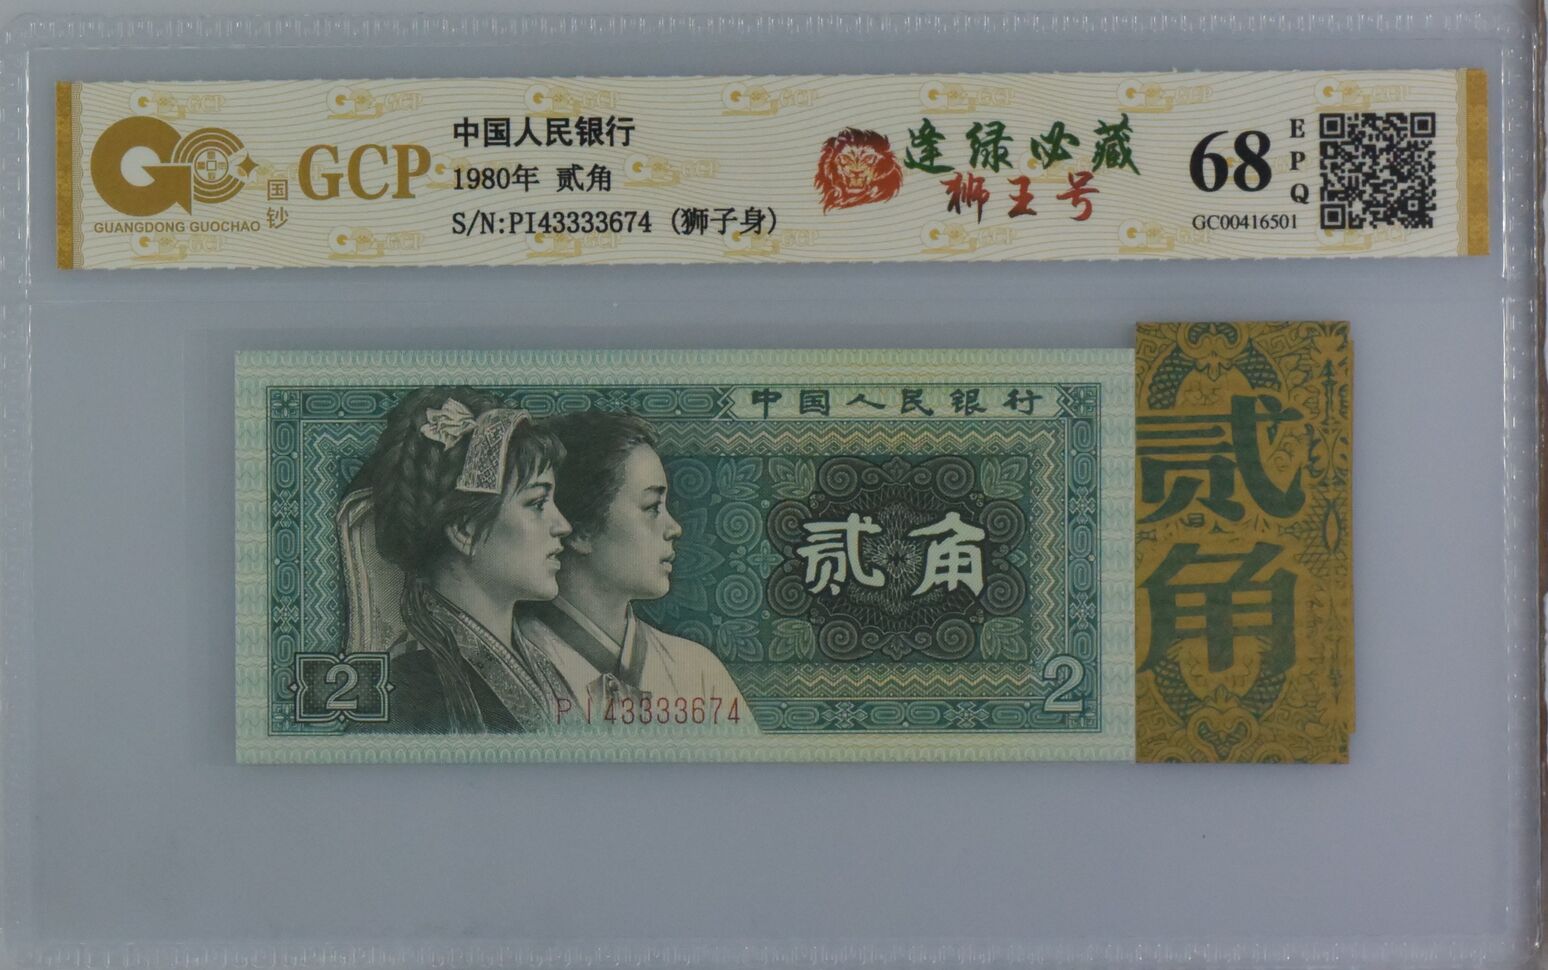 GCP
国钞
GUANGDONG GUOCHAO
中国人民银行
1980年 贰角
S/N:PI43333674 (狮子身)
逢绿必藏
狮王号
68
EPQ
GC00416501
中国人民银行
贰角
2
2
PI43333674
贰角